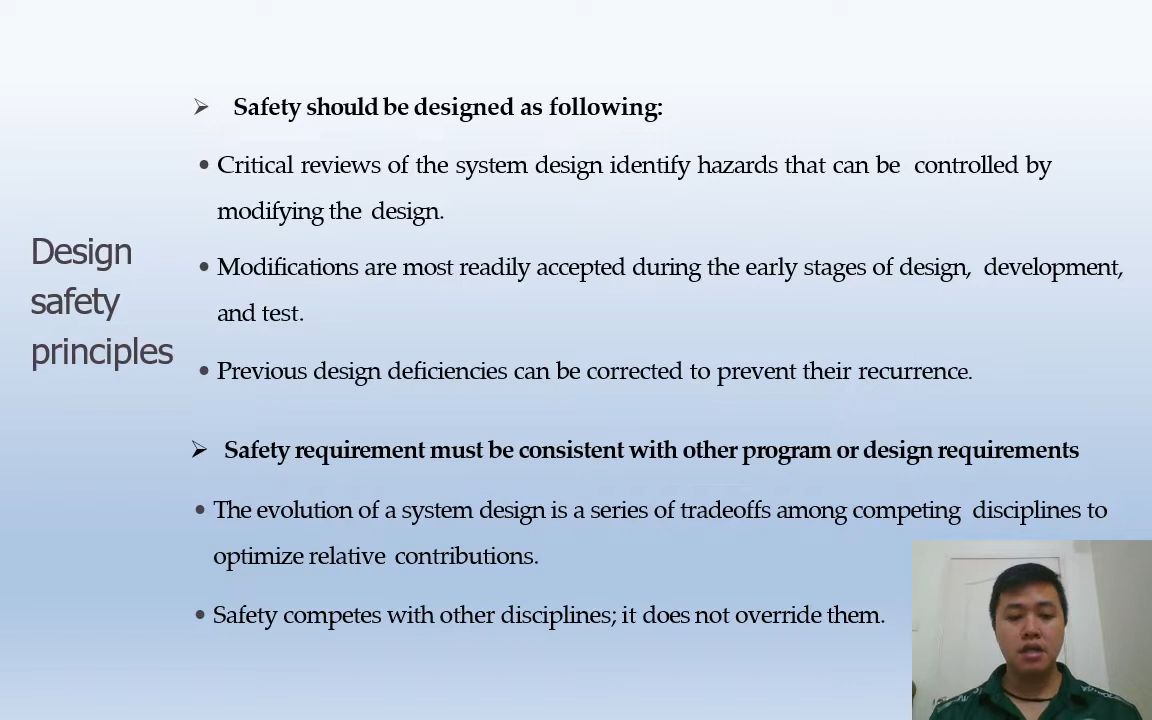 Design
safety
principles
➢ Safety should be designed as following:
• Critical reviews of the system design identify hazards that can be controlled by
modifying the design.
• Modifications are most readily accepted during the early stages of design, development,
and test.
• Previous design deficiencies can be corrected to prevent their recurrence.
➢ Safety requirement must be consistent with other program or design requirements
• The evolution of a system design is a series of tradeoffs among competing disciplines to
optimize relative contributions.
• Safety competes with other disciplines; it does not override them.